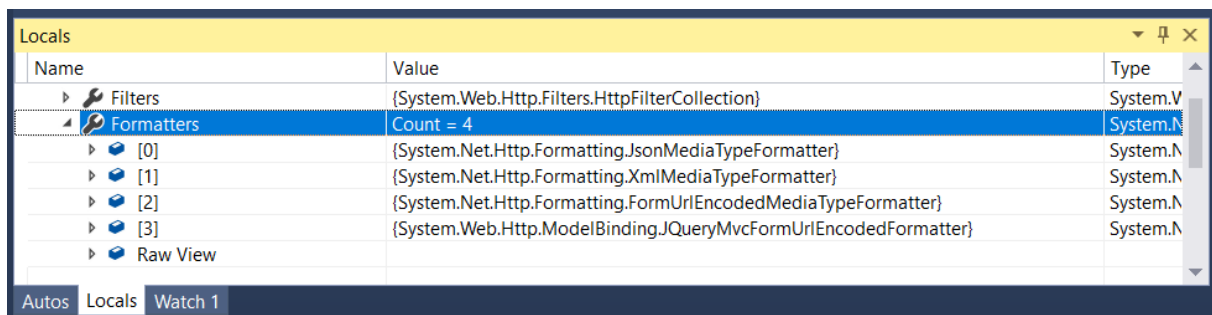 Locals
Name Value Type
Filters {System.Web.Http.Filters.HttpFilterCollection} System.W
Formatters Count = 4 System.N
[0] {System.Net.Http.Formatting.JsonMediaTypeFormatter} System.N
[1] {System.Net.Http.Formatting.XmlMediaTypeFormatter} System.N
[2] {System.Net.Http.Formatting.FormUrlEncodedMediaTypeFormatter} System.N
[3] {System.Web.Http.ModelBinding.JQueryMvcFormUrlEncodedFormatter} System.N
Raw View
Autos Locals Watch 1